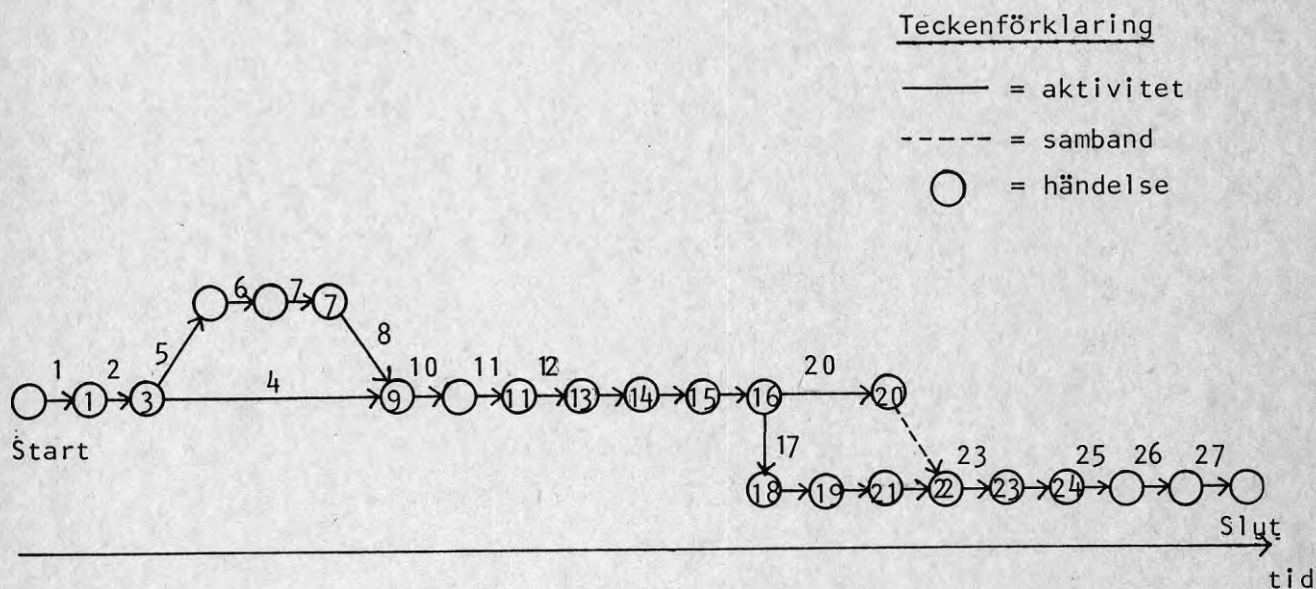 Teckenförklaring
= aktivitet
= samband
= händelse
6 7 7
5 8
1 2 4 10 11 12 20
1 3 9 11 13 14 15 16 20
Start
17 23 25 26 27
18 19 21 22 23 24
Slut
tid